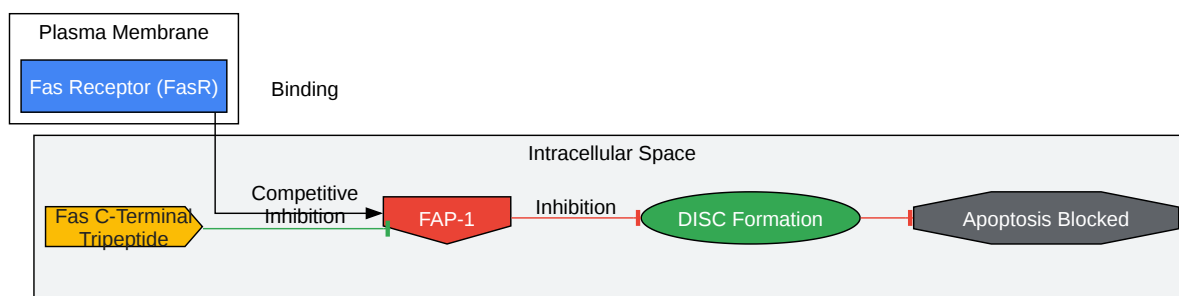 Plasma Membrane
Fas Receptor (FasR)
Binding
Intracellular Space
Fas C-Terminal
Tripeptide
Competitive
Inhibition
FAP-1
Inhibition
DISC Formation
Apoptosis Blocked